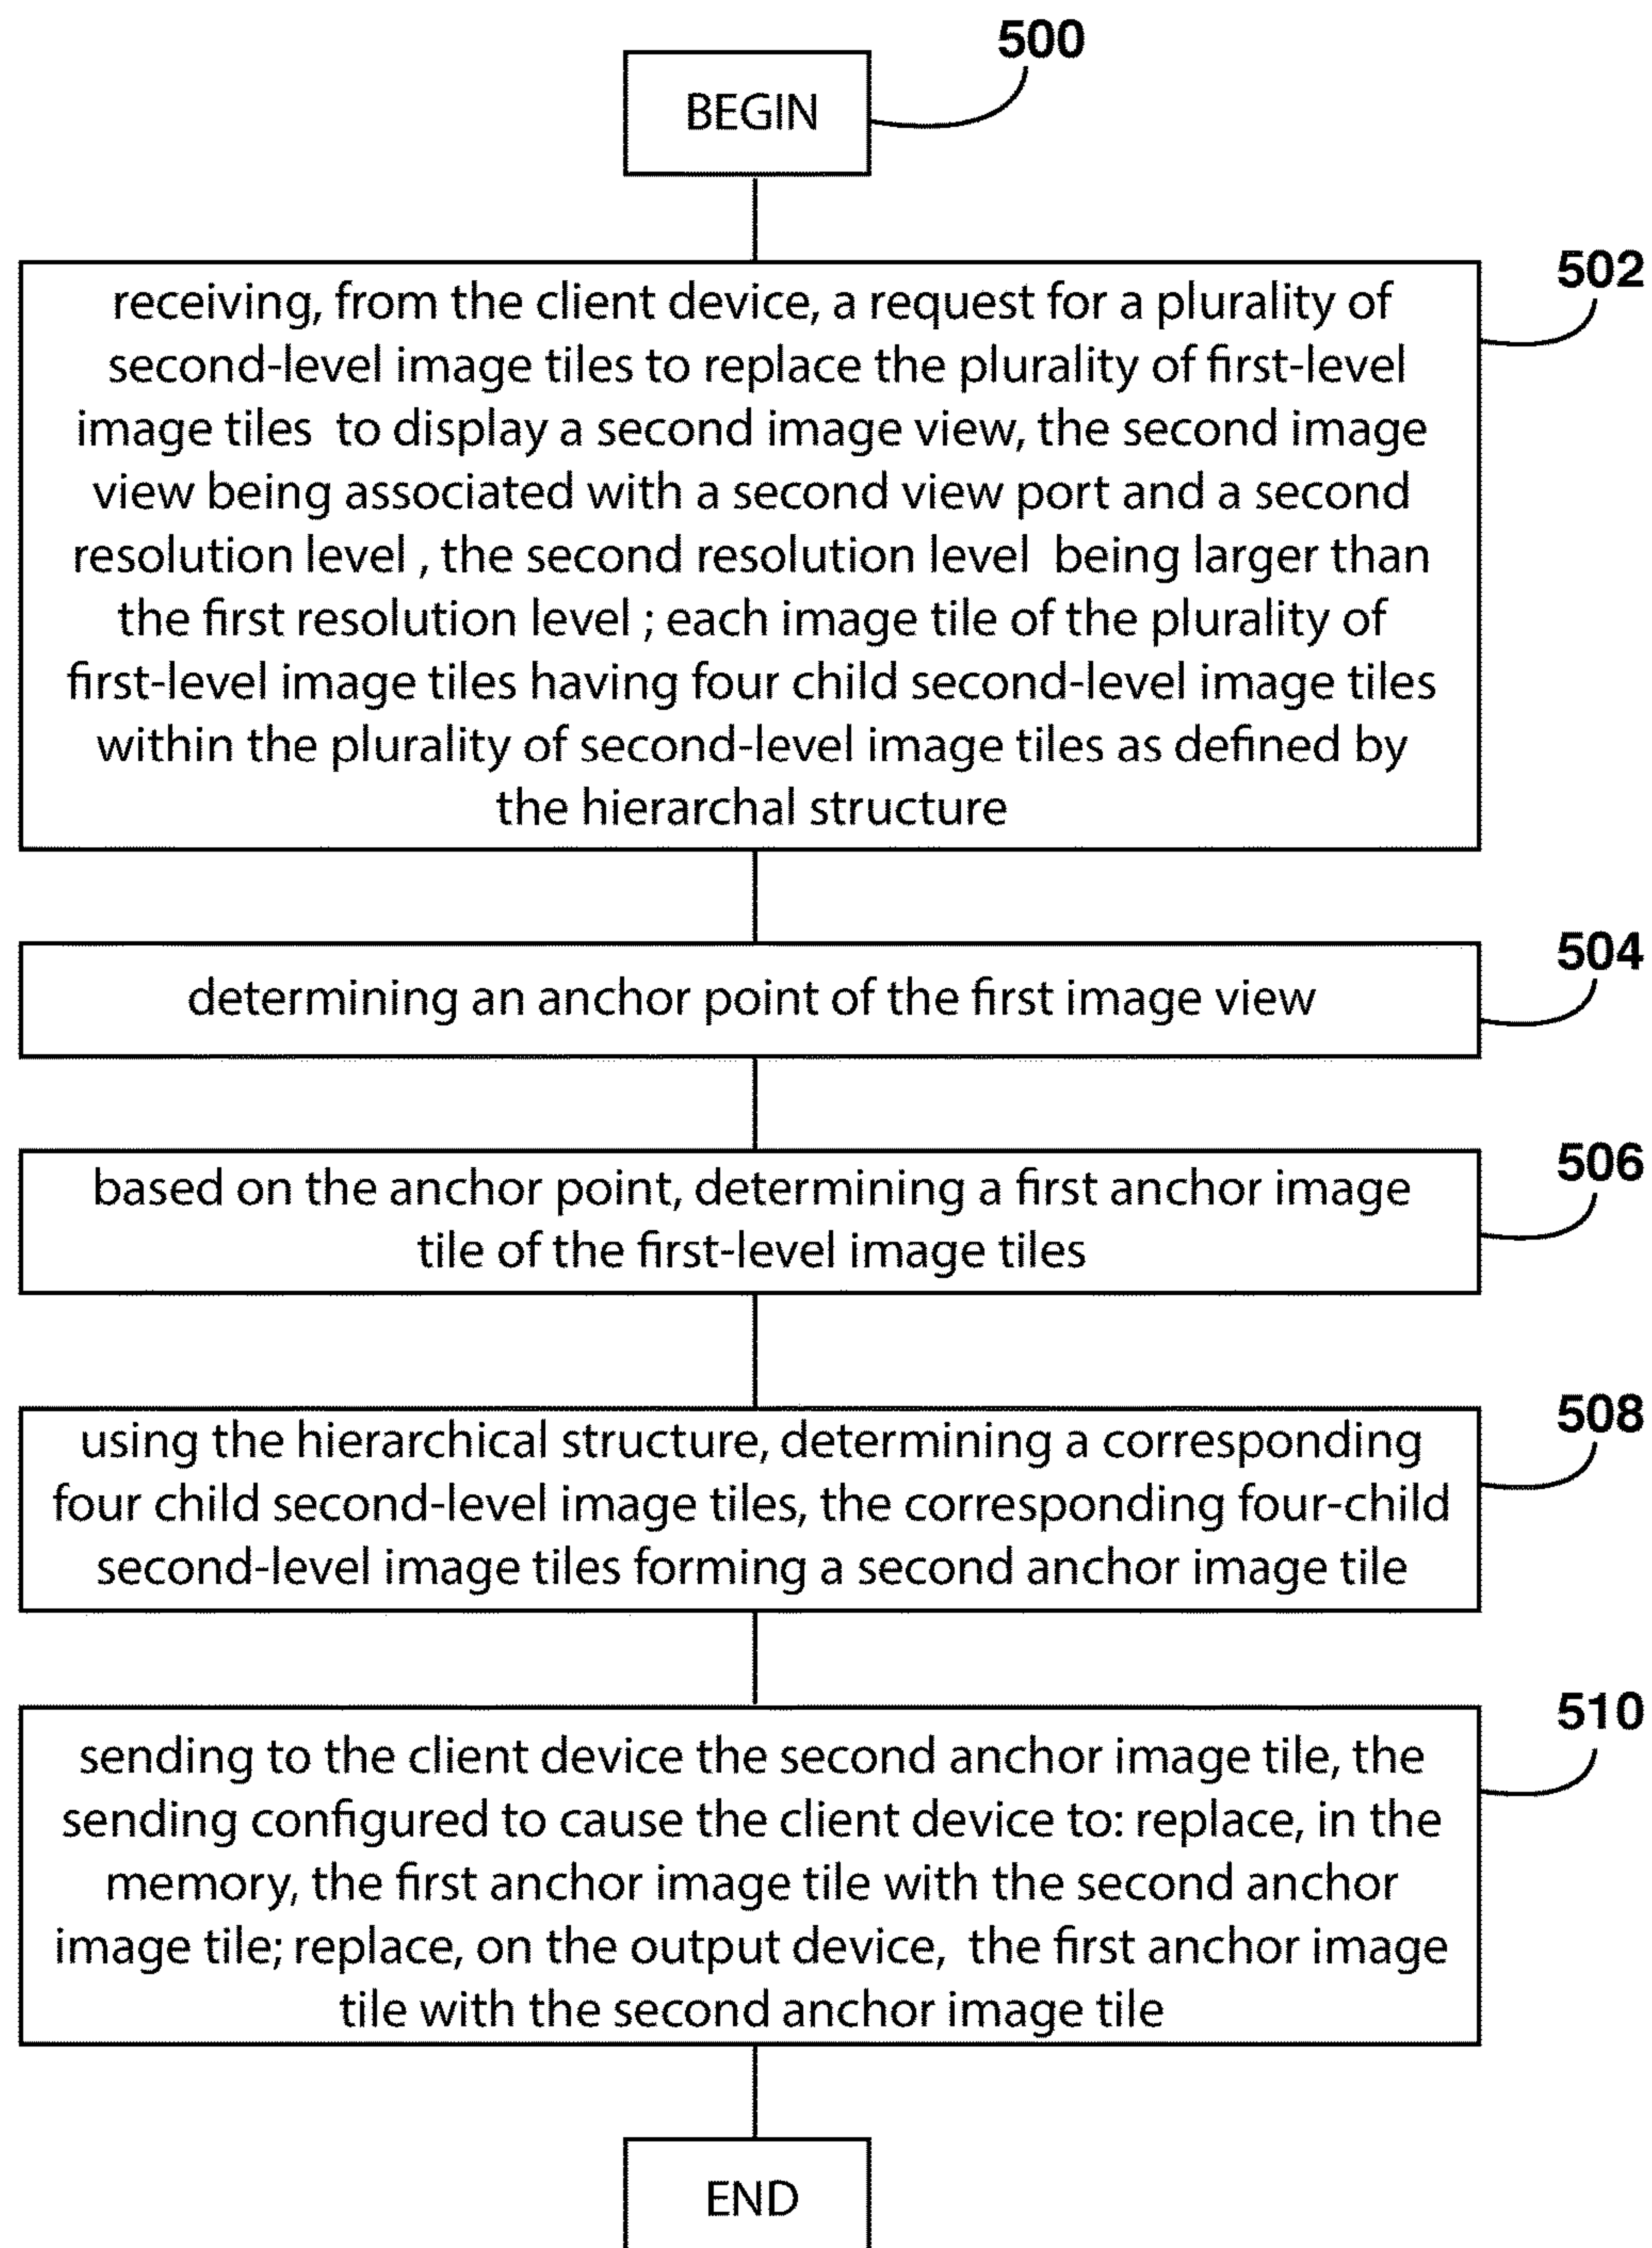 500
BEGIN
502
receiving, from the client device, a request for a plurality of
second-level image tiles to replace the plurality of first-level
image tiles to display a second image view, the second image
view being associated with a second view port and a second
resolution level , the second resolution level being larger than
the first resolution level ; each image tile of the plurality of
first-level image tiles having four child second-level image tiles
within the plurality of second-level image tiles as defined by
the hierarchal structure
504
determining an anchor point of the first image view
506
based on the anchor point, determining a first anchor image
tile of the first-level image tiles
508
using the hierarchical structure, determining a corresponding
four child second-level image tiles, the corresponding four-child
second-level image tiles forming a second anchor image tile
510
sending to the client device the second anchor image tile, the
sending configured to cause the client device to: replace, in the
memory, the first anchor image tile with the second anchor
image tile; replace, on the output device, the first anchor image
tile with the second anchor image tile
END